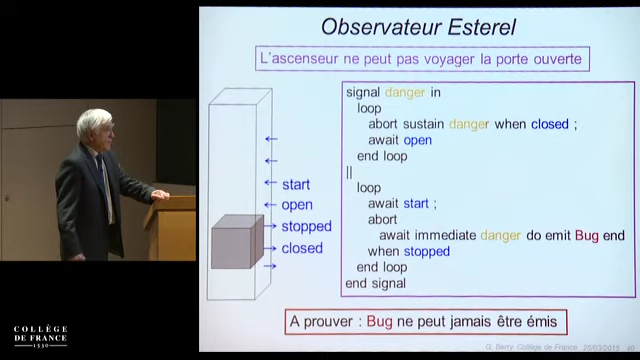 Observateur Esterel
L'ascenseur ne peut pas voyager la porte ouverte
signal danger in
loop
abort sustain danger when closed ;
await open
end loop
||
loop
await start ;
abort
await immediate danger do emit Bug end
when stopped
end loop
end signal
start
open
stopped
closed
A prouver : Bug ne peut jamais être émis
G. Berry, Collège de France 25/03/2015 40
COLLÈGE
DE FRANCE
1530